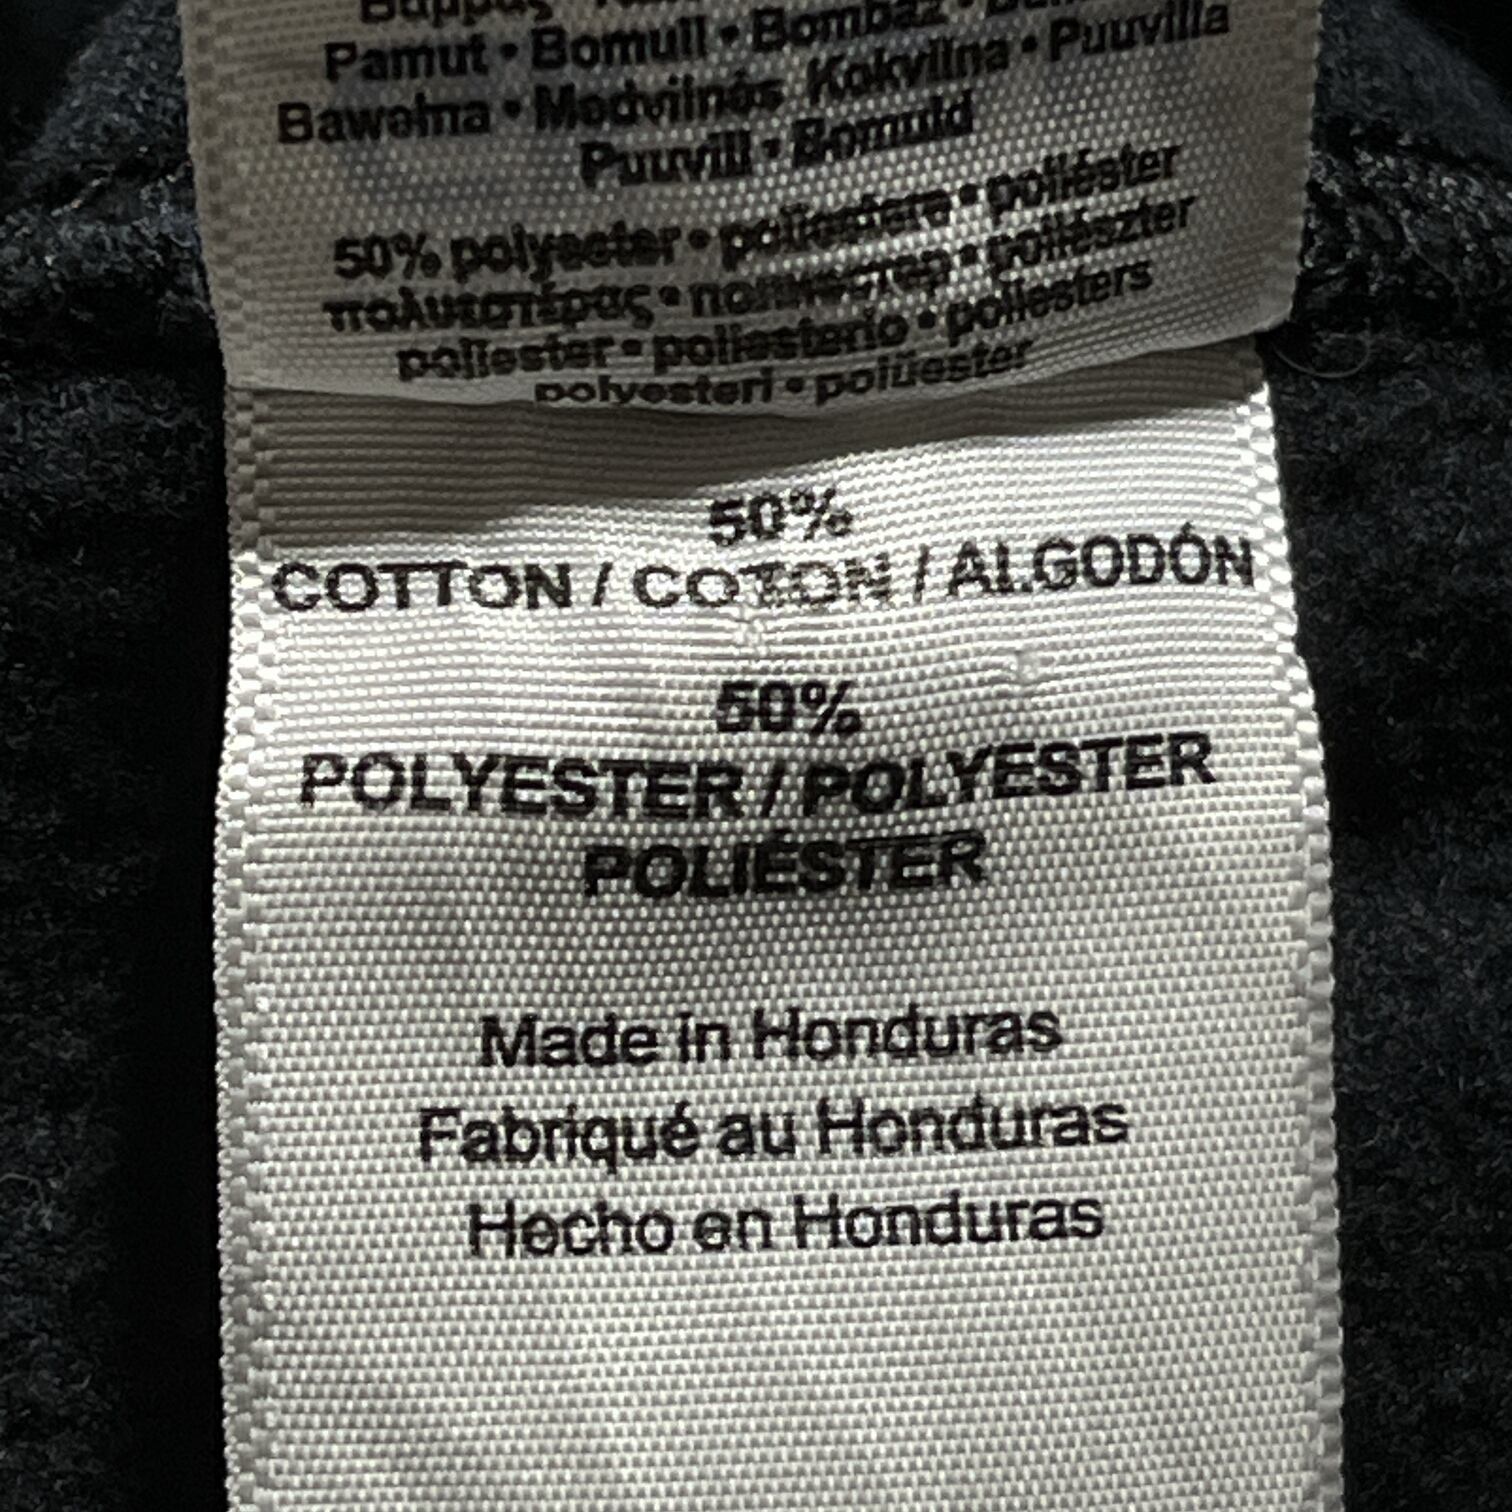 Pamut • Bomull • Bombaz •
Bawełna • Medvilnės Kokvilna • Puuvilla
Puuvill • Bomuld
50% polyester • poliestere • poliéster
πολυεστέρας • полиестер • poliészter
poliester • poliesterio • poliesters
polyesteri • polüester
50%
COTTON / COTON / ALGODÓN
50%
POLYESTER / POLYESTER
POLIÉSTER
Made in Honduras
Fabriqué au Honduras
Hecho en Honduras